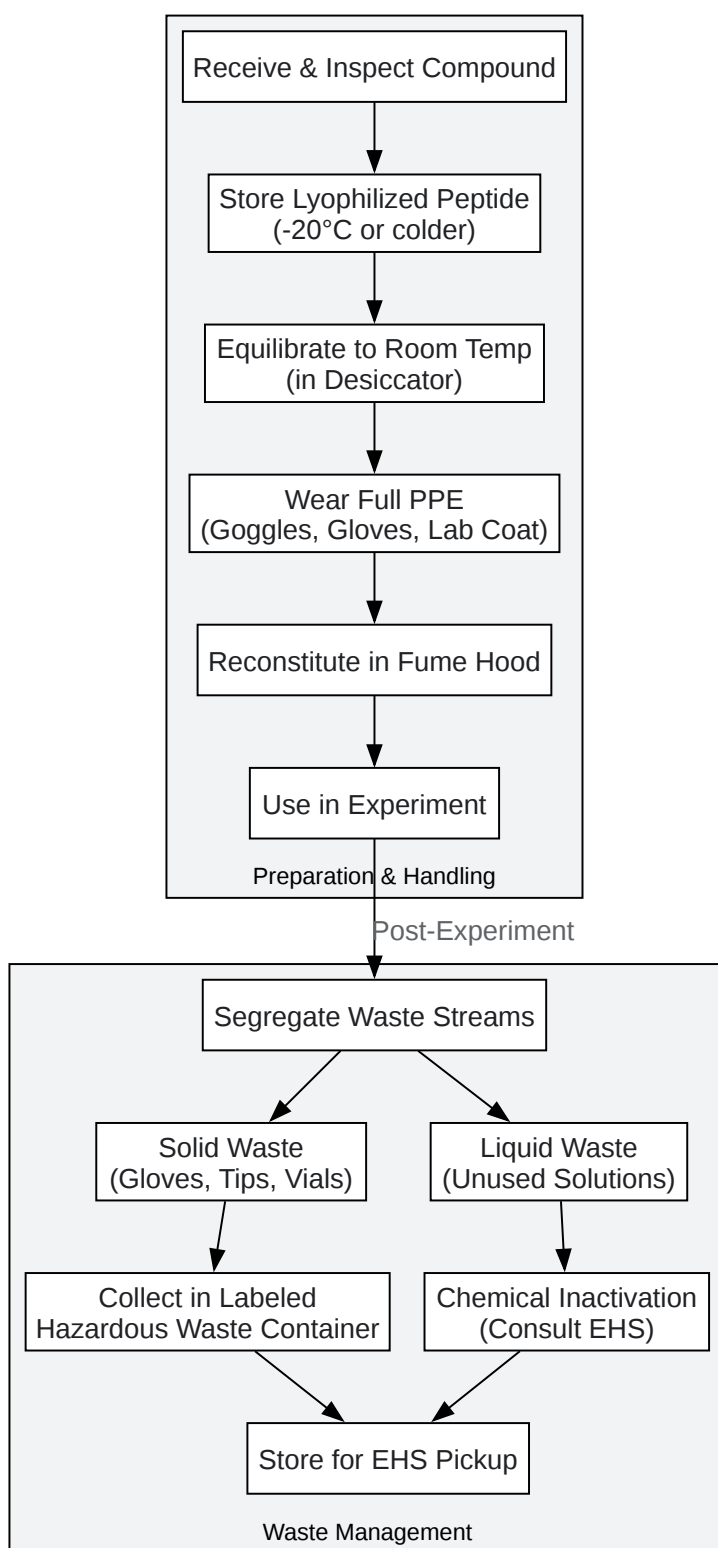 Receive & Inspect Compound
Store Lyophilized Peptide
(-20°C or colder)
Equilibrate to Room Temp
(in Desiccator)
Wear Full PPE
(Goggles, Gloves, Lab Coat)
Reconstitute in Fume Hood
Use in Experiment
Preparation & Handling
Post-Experiment
Segregate Waste Streams
Solid Waste
(Gloves, Tips, Vials)
Liquid Waste
(Unused Solutions)
Collect in Labeled
Hazardous Waste Container
Chemical Inactivation
(Consult EHS)
Store for EHS Pickup
Waste Management